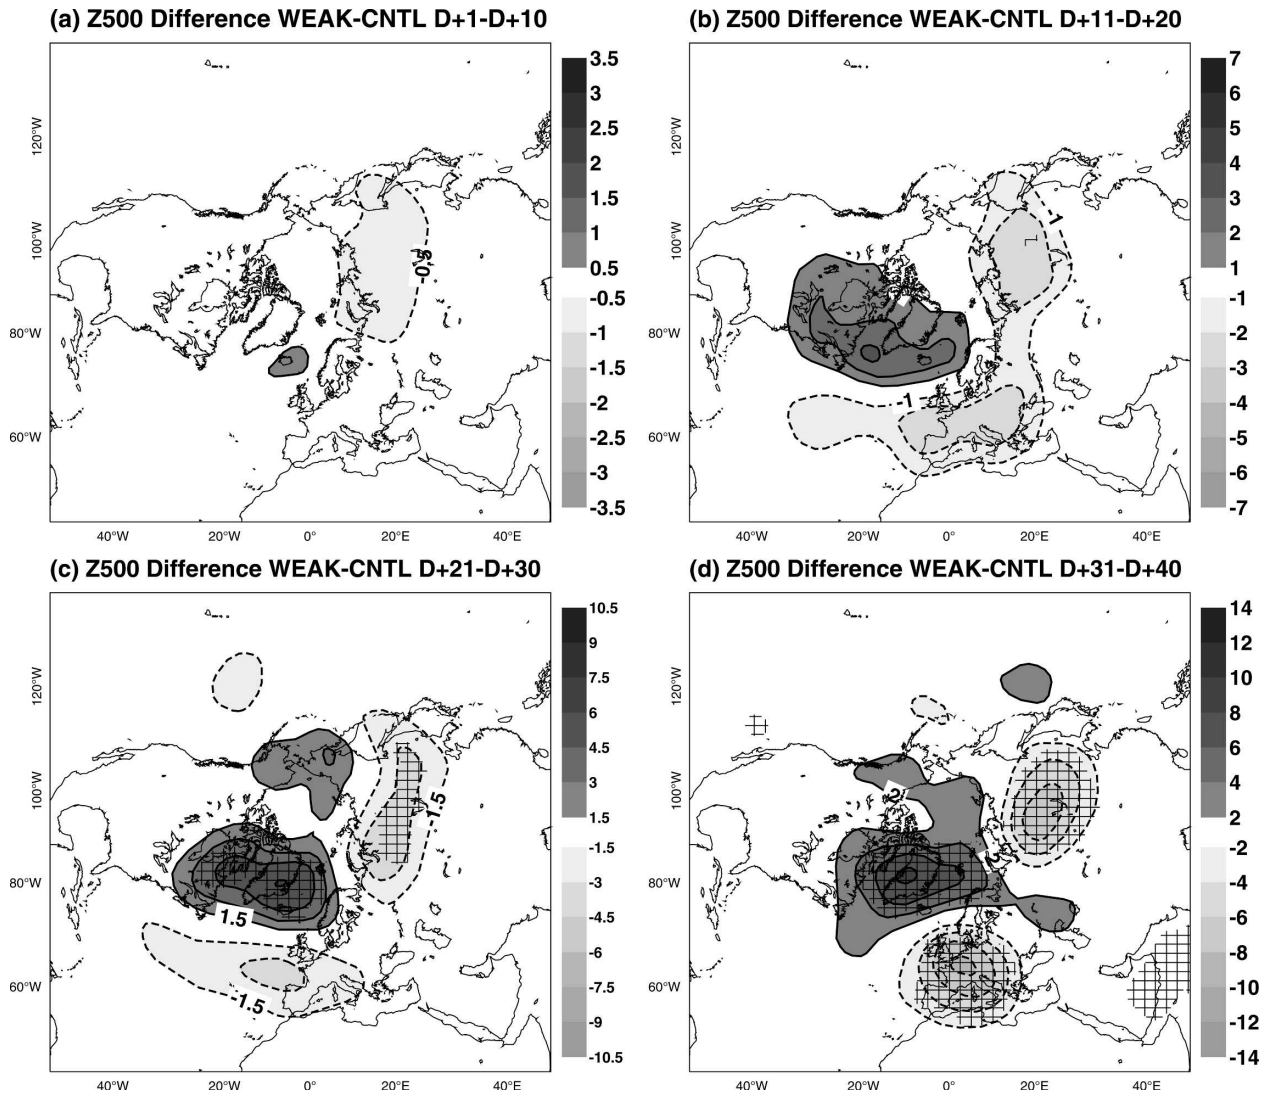 (a) Z500 Difference WEAK-CNTL D+1-D+10
120°W
100°W
80°W
60°W
40°W 20°W 0° 20°E 40°E
-0.5
3.5
3
2.5
2
1.5
1
0.5
-0.5
-1
-1.5
-2
-2.5
-3
-3.5
(b) Z500 Difference WEAK-CNTL D+11-D+20
120°W
100°W
80°W
60°W
40°W 20°W 0° 20°E 40°E
-1
-1
7
6
5
4
3
2
1
-1
-2
-3
-4
-5
-6
-7
(c) Z500 Difference WEAK-CNTL D+21-D+30
120°W
100°W
80°W
60°W
40°W 20°W 0° 20°E 40°E
-1.5
1.5
-1.5
10.5
9
7.5
6
4.5
3
1.5
-1.5
-3
-4.5
-6
-7.5
-9
-10.5
(d) Z500 Difference WEAK-CNTL D+31-D+40
120°W
100°W
80°W
60°W
40°W 20°W 0° 20°E 40°E
2
14
12
10
8
6
4
2
-2
-4
-6
-8
-10
-12
-14